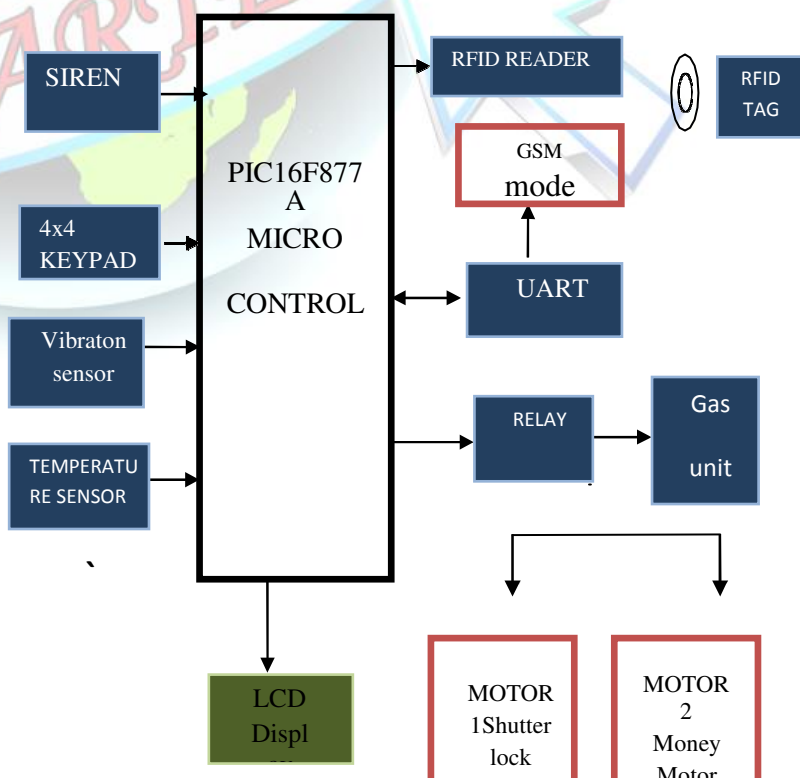 SIREN
4x4
KEYPAD
Vibraton
sensor
TEMPERATU
RE SENSOR
PIC16F877
A
MICRO
CONTROL
RFID READER
RFID
TAG
GSM
mode
UART
RELAY
Gas
unit
LCD
Displ
MOTOR
1Shutter
lock
MOTOR
2
Money
Motor